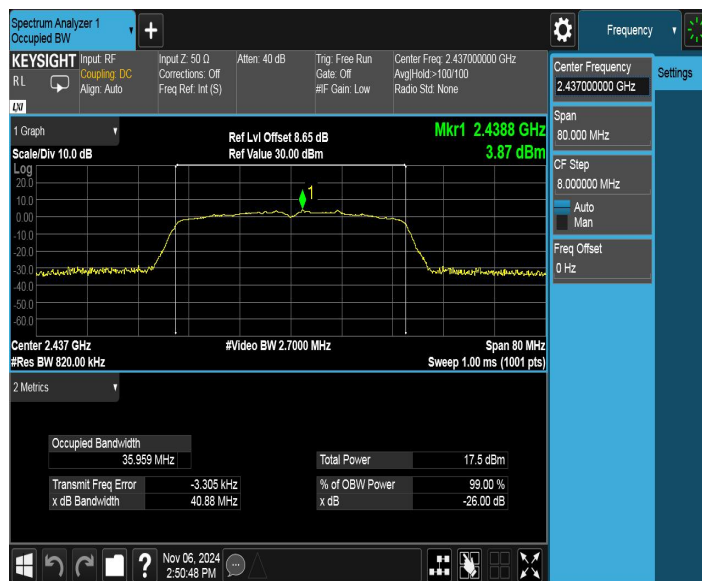 Spectrum Analyzer 1
Occupied BW
+
Frequency
KEYSIGHT
RL
LXI
Input: RF
Coupling: DC
Align: Auto
Input Z: 50 Ω
Corrections: Off
Freq Ref: Int (S)
Atten: 40 dB
Trig: Free Run
Gate: Off
#IF Gain: Low
Center Freq: 2.437000000 GHz
Avg|Hold:>100/100
Radio Std: None
Center Frequency
2.437000000 GHz
Settings
Span
80.000 MHz
CF Step
8.000000 MHz
Auto
Man
Freq Offset
0 Hz
1 Graph
Scale/Div 10.0 dB
Ref Lvl Offset 8.65 dB
Ref Value 30.00 dBm
Mkr1 2.4388 GHz
3.87 dBm
Log
20.0
10.0
0.00
-10.0
-20.0
-30.0
-40.0
-50.0
-60.0
1
Center 2.437 GHz
#Video BW 2.7000 MHz
Span 80 MHz
#Res BW 820.00 kHz
Sweep 1.00 ms (1001 pts)
2 Metrics
Occupied Bandwidth
35.959 MHz
Total Power 17.5 dBm
Transmit Freq Error -3.305 kHz
% of OBW Power 99.00 %
x dB Bandwidth 40.88 MHz
x dB -26.00 dB
?
Nov 06, 2024
2:50:48 PM